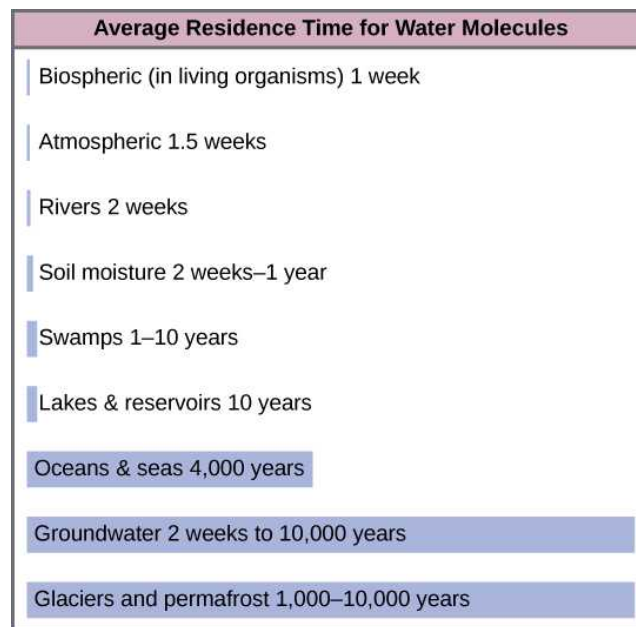 Average Residence Time for Water Molecules
Biospheric (in living organisms) 1 week
Atmospheric 1.5 weeks
Rivers 2 weeks
Soil moisture 2 weeks–1 year
Swamps 1–10 years
Lakes & reservoirs 10 years
Oceans & seas 4,000 years
Groundwater 2 weeks to 10,000 years
Glaciers and permafrost 1,000–10,000 years